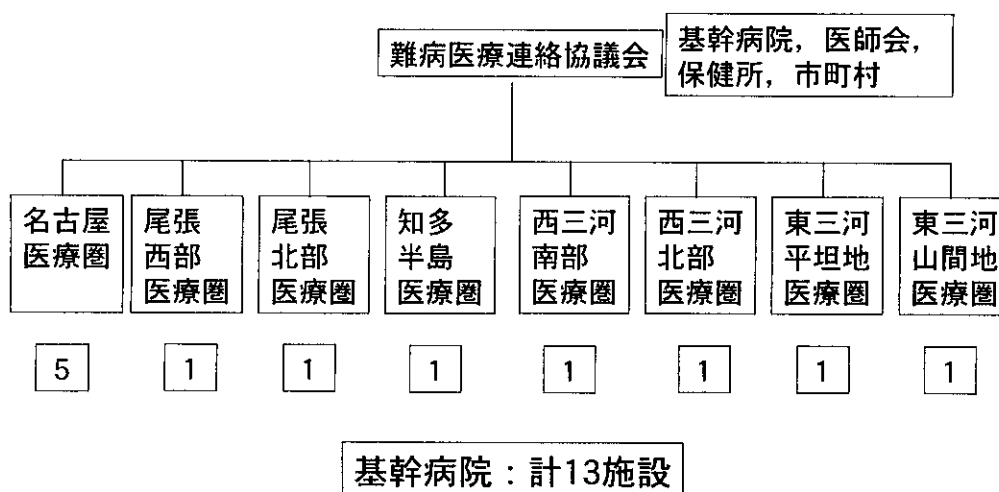 難病医療連絡協議会
基幹病院，医師会，
保健所，市町村
名古屋
医療圏
尾張
西部
医療圏
尾張
北部
医療圏
知多
半島
医療圏
西三河
南部
医療圏
西三河
北部
医療圏
東三河
平坦地
医療圏
東三河
山間地
医療圏
5
1
1
1
1
1
1
1
基幹病院：計13施設